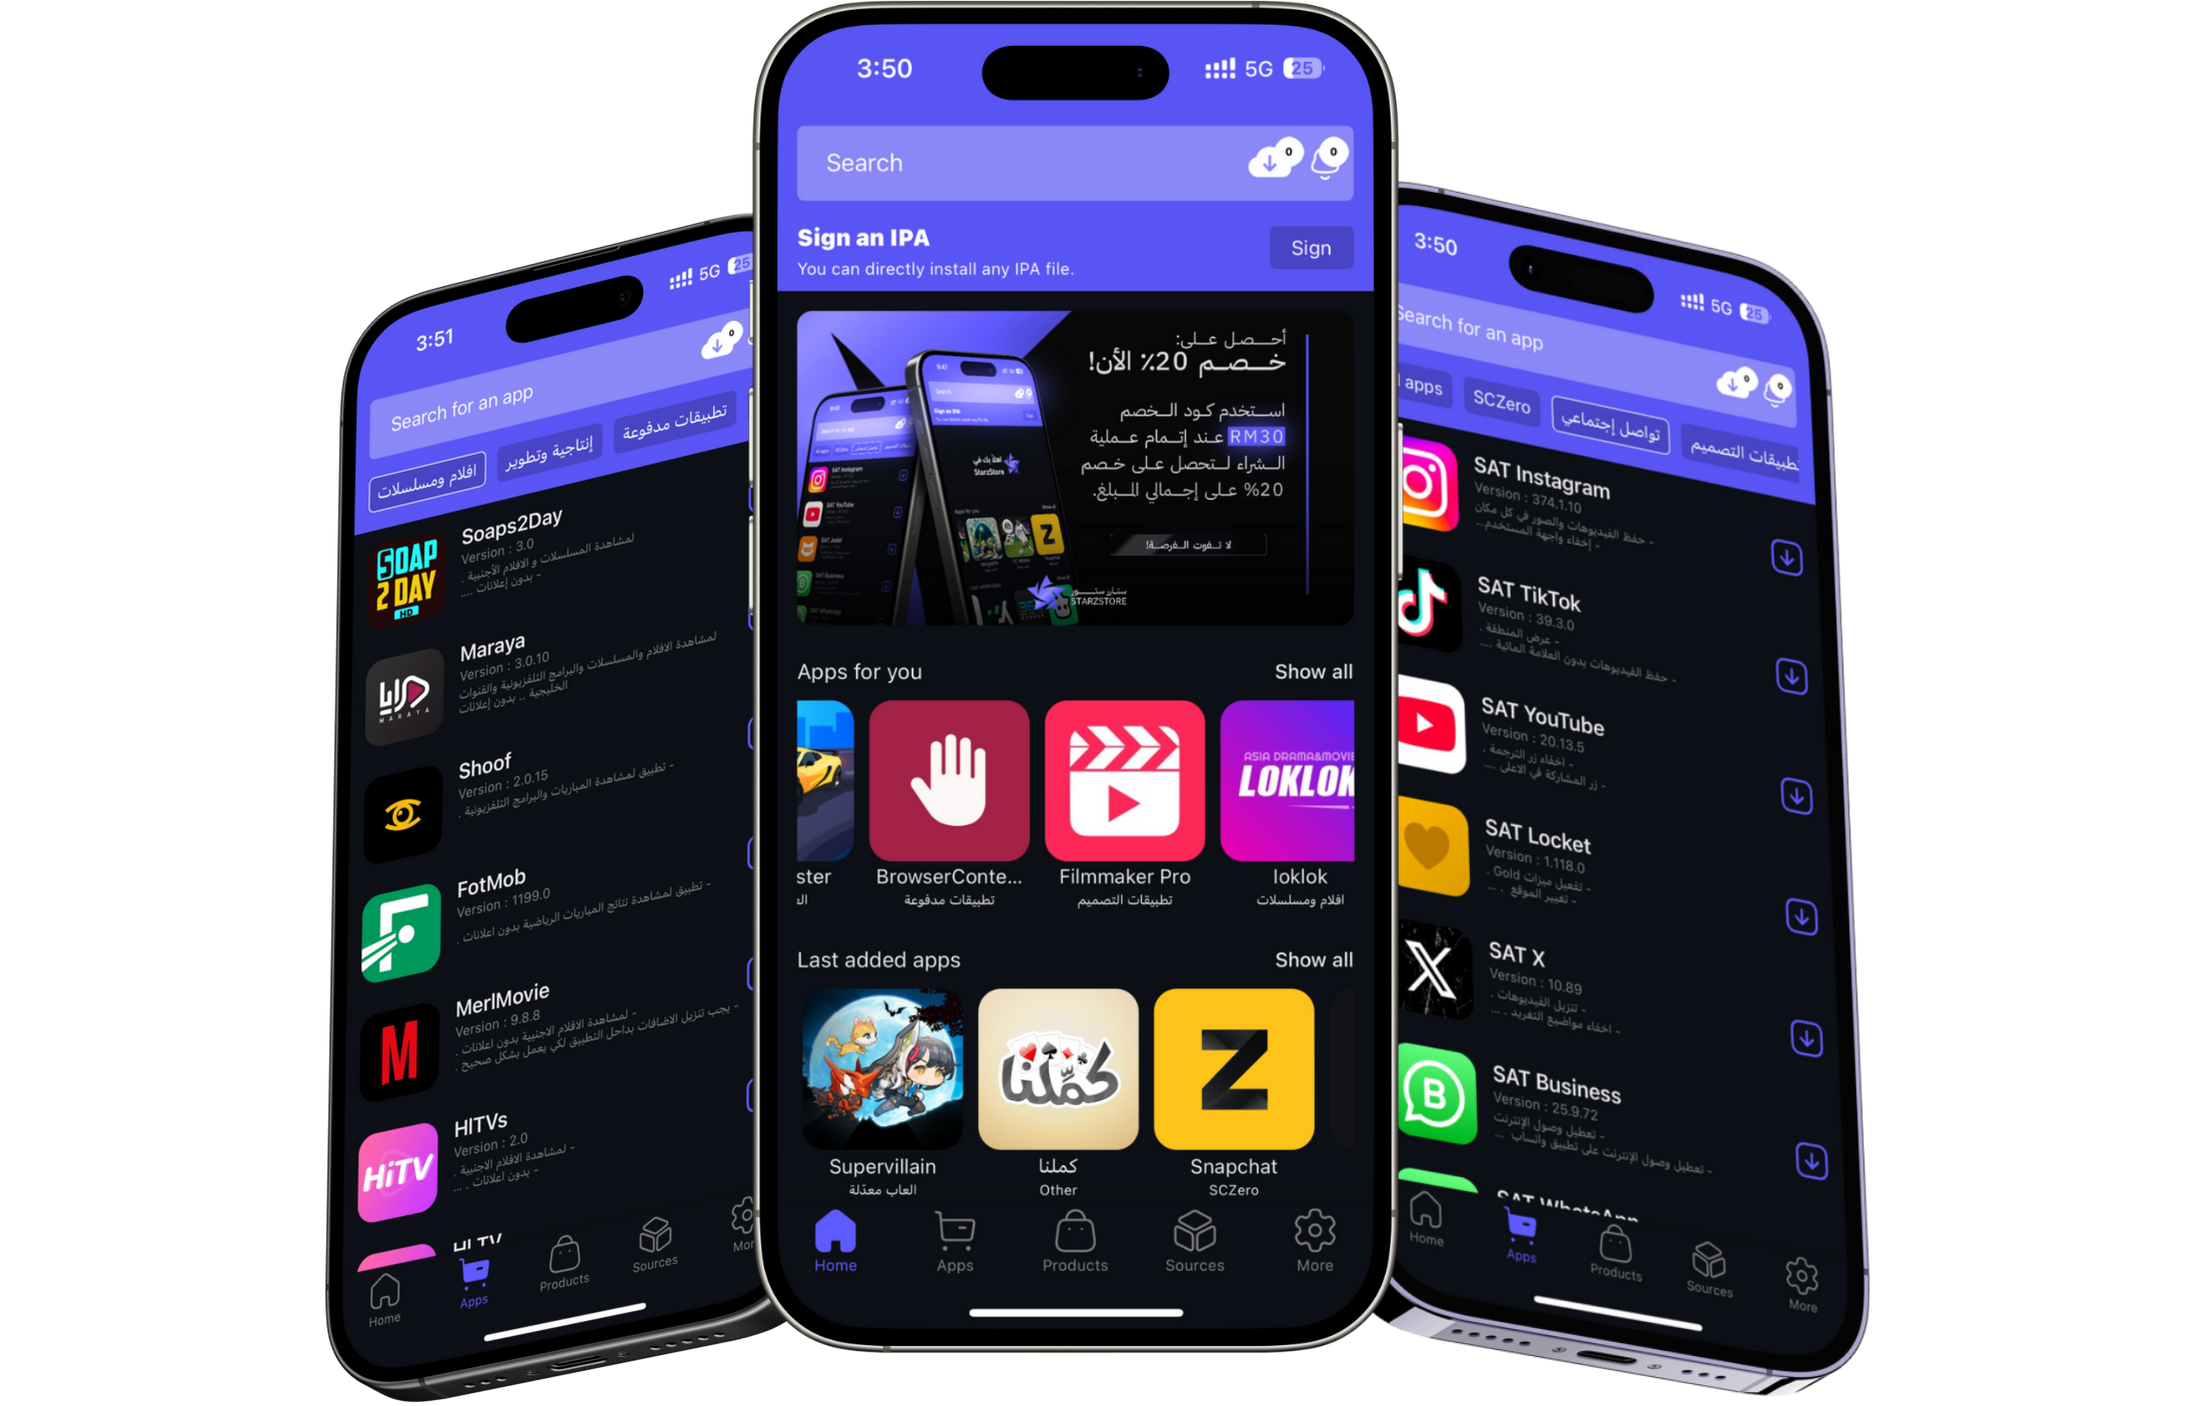 3:51
5G 25
0
Search for an app
افلام ومسلسلات
إنتاجية وتطوير
تطبيقات مدفوعة
SOAP
2 DAY
HD
Soaps2Day
Version : 3.0
لمشاهدة المسلسلات و الافلام الأجنبية .
- بدون إعلانات ....
مرايا
MARAYA
Maraya
Version : 3.0.10
لمشاهدة الافلام والمسلسلات والبرامج التلفزيونية والقنوات
الخليجية .. بدون إعلانات
Shoof
Version : 2.0.15
- تطبيق لمشاهدة المباريات والبرامج التلفزيونية .
FotMob
Version : 1199.0
- تطبيق لمشاهدة نتائج المباريات الرياضية بدون اعلانات .
M
MerlMovie
Version : 9.8.8
- لمشاهدة الافلام الاجنبية بدون اعلانات .
- يجب تنزيل الاضافات بداخل التطبيق لكي يعمل بشكل صحيح .
HiTV
HITVs
Version : 2.0
- لمشاهدة الافلام الاجنبية .
- بدون اعلانات . ...
Home
Apps
Products
Sources
3:50
5G 25
Search
0
0
Sign an IPA
You can directly install any IPA file.
Sign
أحصل على:
خصم 20٪ الأن!
استخدم كود الخصم
RM30 عند إتمام عملية
الشراء لتحصل على خصم
20% على إجمالي المبلغ.
لا تفوت الفرصة!
ستارز ستور
STARZSTORE
Apps for you
Show all
ASIA DRAMA&MOVIE
LOKLOK
ster
BrowserConte...
تطبيقات مدفوعة
Filmmaker Pro
تطبيقات التصميم
loklok
افلام ومسلسلات
Last added apps
Show all
كملنا
Z
Supervillain
العاب معدّلة
كملنا
Other
Snapchat
SCZero
Home
Apps
Products
Sources
More
3:50
5G 25
Search for an app
0
0
apps
SCZero
تواصل إجتماعي
تطبيقات التصميم
SAT Instagram
Version : 374.1.10
- حفظ الفيديوهات والصور في كل مكان
- إخفاء واجهة المستخدم...
SAT TikTok
Version : 39.3.0
- عرض المنطقة .
- حفظ الفيديوهات بدون العلامة المائية ....
SAT YouTube
Version : 20.13.5
- اخفاء زر الترجمة .
- زر المشاركة في الاعلى ....
SAT Locket
Version : 1.118.0
- تفعيل ميزات Gold .
- تغيير الموقع . ...
SAT X
Version : 10.89
- تنزيل الفيديوهات .
- اخفاء مواضيع التغريد . ...
B
SAT Business
Version : 25.9.72
- تعطيل وصول الإنترنت
- تعطيل وصول الإنترنت على تطبيق واتساب ...
SAT WhatsApp
Home
Apps
Products
Sources
More